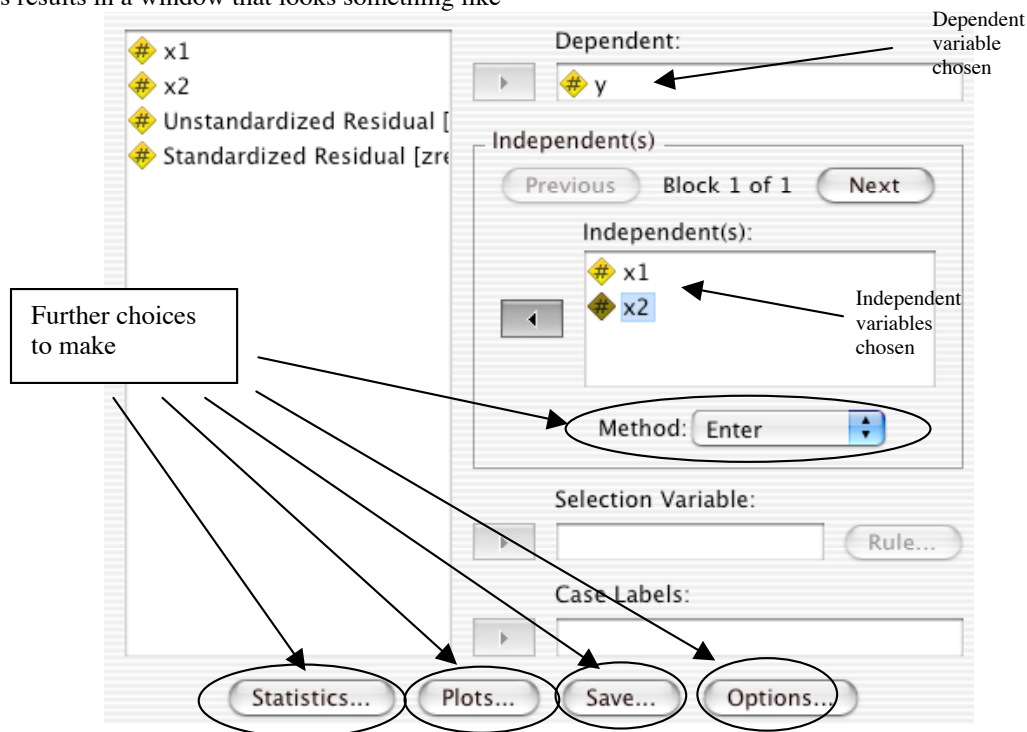 s results in a window that looks something like
x1
x2
Unstandardized Residual [
Standardized Residual [zre
Dependent:
y
Dependent
variable
chosen
Independent(s)
Previous
Block 1 of 1
Next
Independent(s):
x1
x2
Independent
variables
chosen
Further choices
to make
Method: Enter
Selection Variable:
Rule...
Case Labels:
Statistics...
Plots...
Save...
Options...